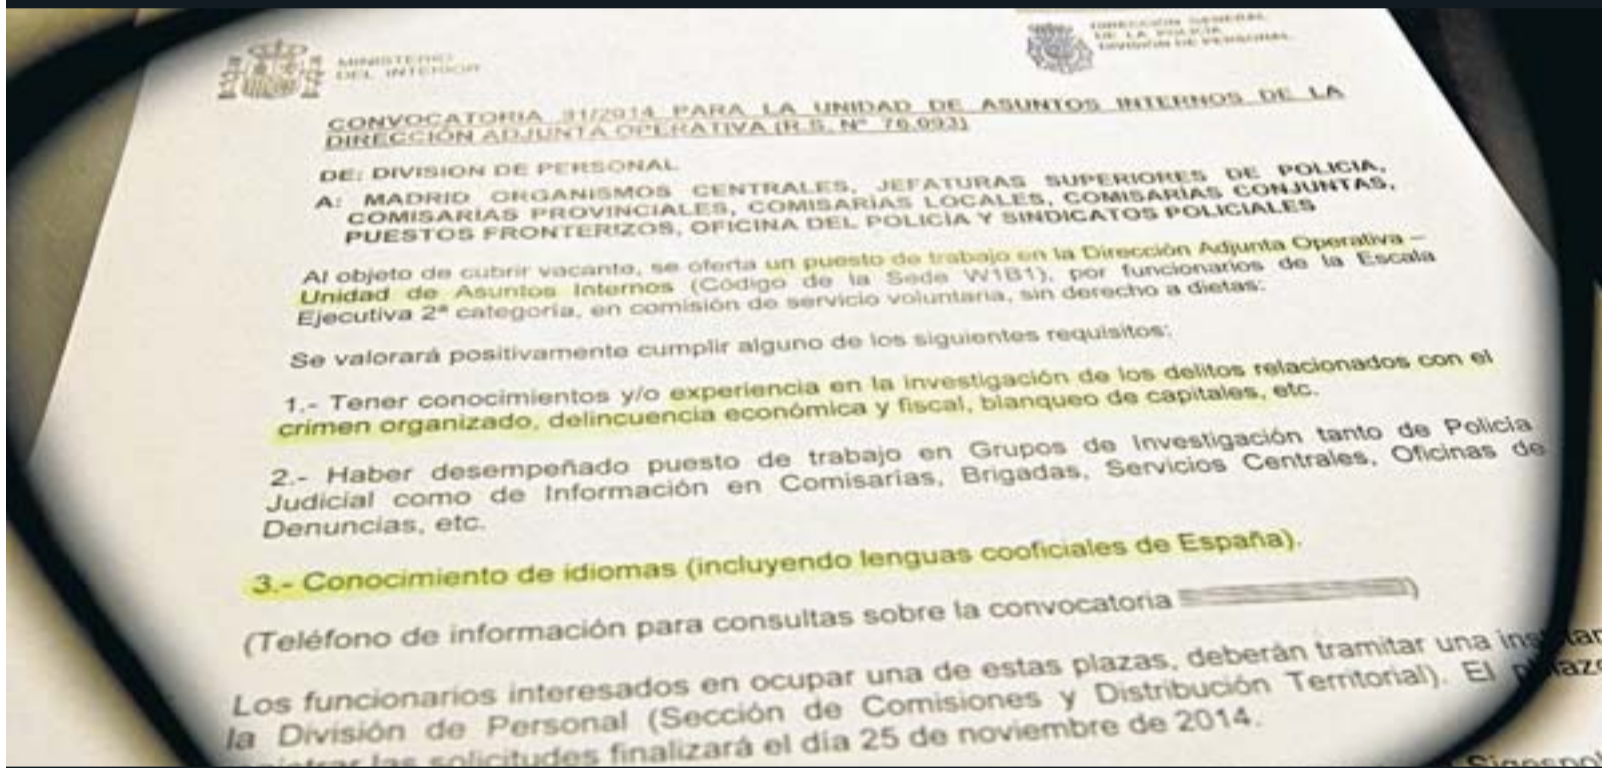 MINISTERIO
DEL INTERIOR
DIRECCIÓN GENERAL
DE LA POLICIA
DIVISIÓN DE PERSONAL
CONVOCATORIA 31/2014 PARA LA UNIDAD DE ASUNTOS INTERNOS DE LA
DIRECCIÓN ADJUNTA OPERATIVA (R.S. Nº 76.093)
DE: DIVISION DE PERSONAL
A: MADRID ORGANISMOS CENTRALES, JEFATURAS SUPERIORES DE POLICIA,
COMISARÍAS PROVINCIALES, COMISARÍAS LOCALES, COMISARÍAS CONJUNTAS,
PUESTOS FRONTERIZOS, OFICINA DEL POLICÍA Y SINDICATOS POLICIALES
Al objeto de cubrir vacante, se oferta un puesto de trabajo en la Dirección Adjunta Operativa –
Unidad de Asuntos Internos (Código de la Sede W1B1), por funcionarios de la Escala
Ejecutiva 2ª categoría, en comisión de servicio voluntaria, sin derecho a dietas:
Se valorará positivamente cumplir alguno de los siguientes requisitos:
1.- Tener conocimientos y/o experiencia en la investigación de los delitos relacionados con el
crimen organizado, delincuencia económica y fiscal, blanqueo de capitales, etc.
2.- Haber desempeñado puesto de trabajo en Grupos de Investigación tanto de Policía
Judicial como de Información en Comisarías, Brigadas, Servicios Centrales, Oficinas de
Denuncias, etc.
3.- Conocimiento de idiomas (incluyendo lenguas cooficiales de España).
(Teléfono de información para consultas sobre la convocatoria )
Los funcionarios interesados en ocupar una de estas plazas, deberán tramitar una
la División de Personal (Sección de Comisiones y Distribución Territorial). El
las solicitudes finalizará el día 25 de noviembre de 2014.